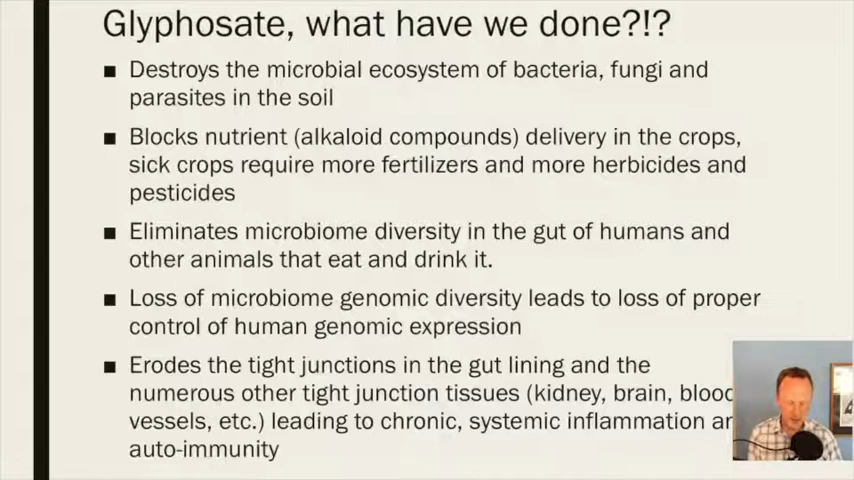 Glyphosate, what have we done?!?
■ Destroys the microbial ecosystem of bacteria, fungi and
parasites in the soil
■ Blocks nutrient (alkaloid compounds) delivery in the crops,
sick crops require more fertilizers and more herbicides and
pesticides
■ Eliminates microbiome diversity in the gut of humans and
other animals that eat and drink it.
■ Loss of microbiome genomic diversity leads to loss of proper
control of human genomic expression
■ Erodes the tight junctions in the gut lining and the
numerous other tight junction tissues (kidney, brain, blood
vessels, etc.) leading to chronic, systemic inflammation an
auto-immunity